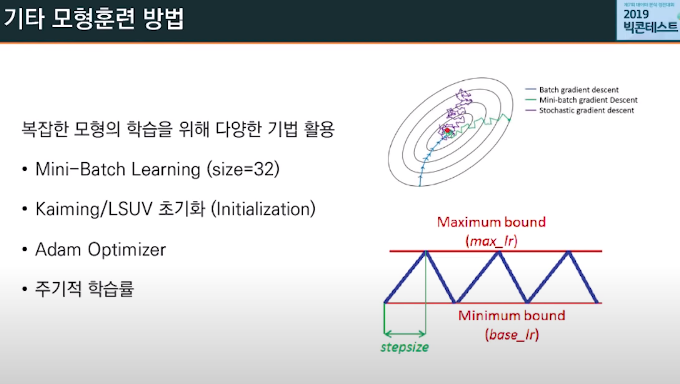 기타 모형훈련 방법
2019
빅콘테스트
복잡한 모형의 학습을 위해 다양한 기법 활용
• Mini-Batch Learning (size=32)
• Kaiming/LSUV 초기화 (Initialization)
• Adam Optimizer
• 주기적 학습률
Batch gradient descent
Mini-batch gradient Descent
Stochastic gradient descent
Maximum bound
(max_lr)
Minimum bound
(base_lr)
stepsize